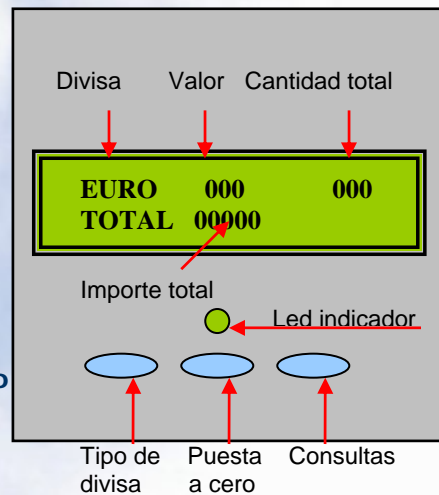 Divisa Valor Cantidad total
EURO 000 000
TOTAL 00000
Importe total
Led indicador
o
Tipo de divisa
Puesta a cero
Consultas